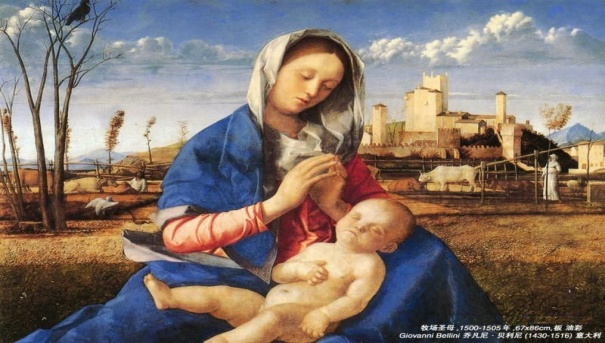 牧场圣母 ,1500-1505年 ,67x86cm, 板 油彩
Giovanni Bellini 乔凡尼 - 贝利尼 (1430-1516) 意大利